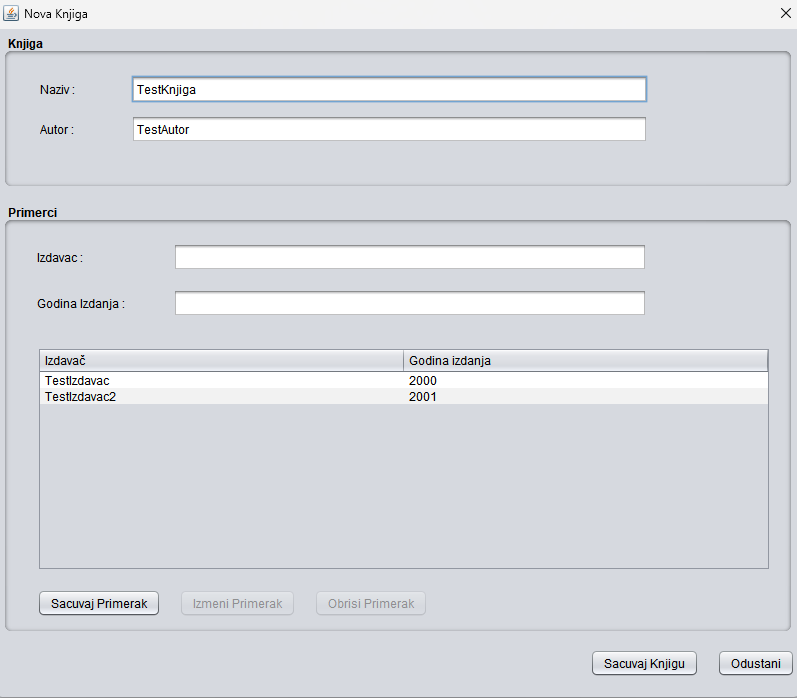 Nova Knjiga
Knjiga
Naziv : TestKnjiga
Autor : TestAutor
Primerci
Izdavac :
Godina Izdanja :
Izdavač Godina izdanja
TestIzdavac 2000
TestIzdavac2 2001
Sacuvaj Primerak Izmeni Primerak Obrisi Primerak
Sacuvaj Knjigu Odustani